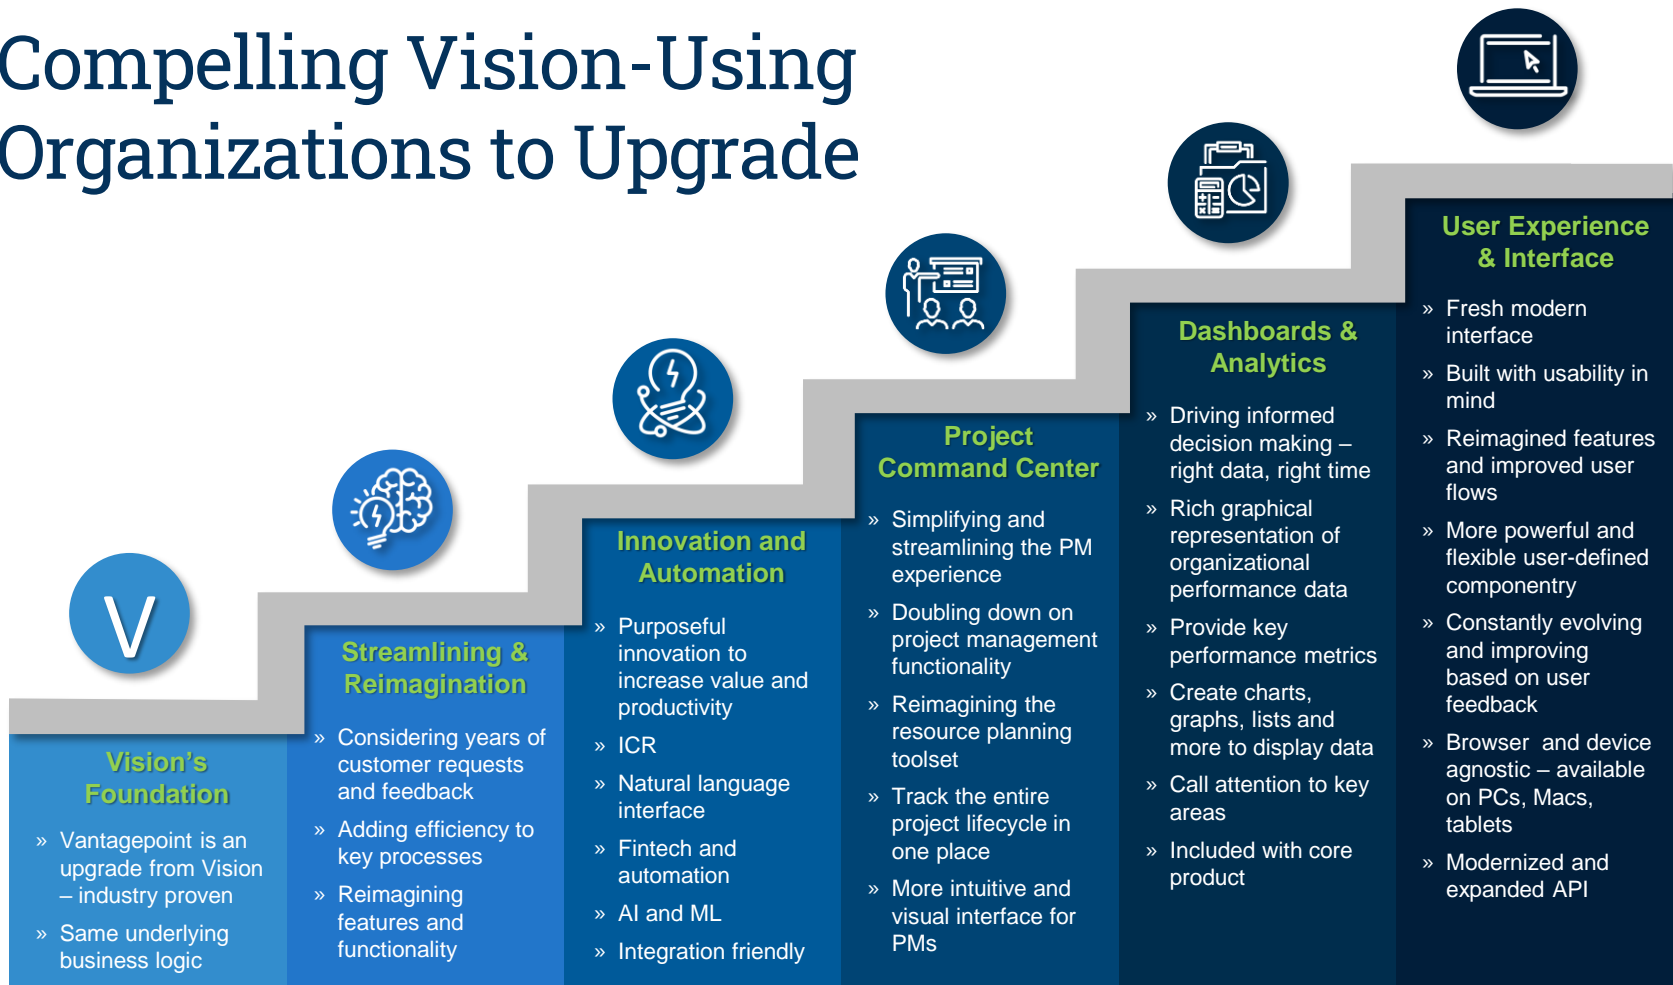 Compelling Vision-Using
Organizations to Upgrade
V
Vision's
Foundation
» Vantagepoint is an
upgrade from Vision
– industry proven
» Same underlying
business logic
Streamlining &
Reimagination
» Considering years of
customer requests
and feedback
» Adding efficiency to
key processes
» Reimagining
features and
functionality
Innovation and
Automation
» Purposeful
innovation to
increase value and
productivity
» ICR
» Natural language
interface
» Fintech and
automation
» AI and ML
» Integration friendly
Project
Command Center
» Simplifying and
streamlining the PM
experience
» Doubling down on
project management
functionality
» Reimagining the
resource planning
toolset
» Track the entire
project lifecycle in
one place
» More intuitive and
visual interface for
PMs
Dashboards &
Analytics
» Driving informed
decision making –
right data, right time
» Rich graphical
representation of
organizational
performance data
» Provide key
performance metrics
» Create charts,
graphs, lists and
more to display data
» Call attention to key
areas
» Included with core
product
User Experience
& Interface
» Fresh modern
interface
» Built with usability in
mind
» Reimagined features
and improved user
flows
» More powerful and
flexible user-defined
componentry
» Constantly evolving
and improving
based on user
feedback
» Browser and device
agnostic – available
on PCs, Macs,
tablets
» Modernized and
expanded API